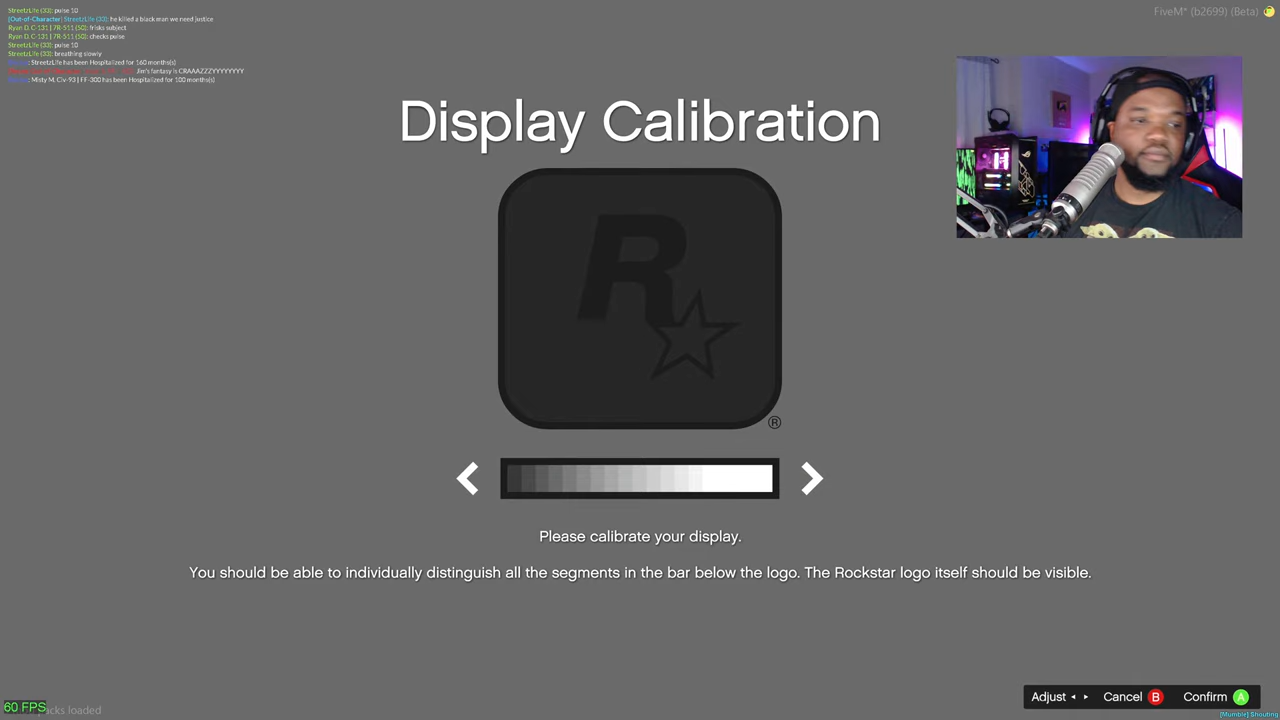 StreetzLife (33): pulse 10
[Out-of-Character] StreetzLife (33): he killed a black man we need justice
Ryan D. C-131 | 7R-511 (50): frisks subject
Ryan D. C-131 | 7R-511 (50): checks pulse
StreetzLife (33): pulse 10
StreetzLife (33): breathing slowly
: StreetzLife has been Hospitalized for 160 month(s)
Jim's fantasy is CRAAAZZZYYYYYYYY
: Misty M. Civ-93 | FF-300 has been Hospitalized for 100 month(s)
FiveM* (b2699) (Beta)
Display Calibration
R
®
Please calibrate your display.
You should be able to individually distinguish all the segments in the bar below the logo. The Rockstar logo itself should be visible.
Adjust Cancel B Confirm A
60 FPS
packs loaded
[Mumble] Shouting